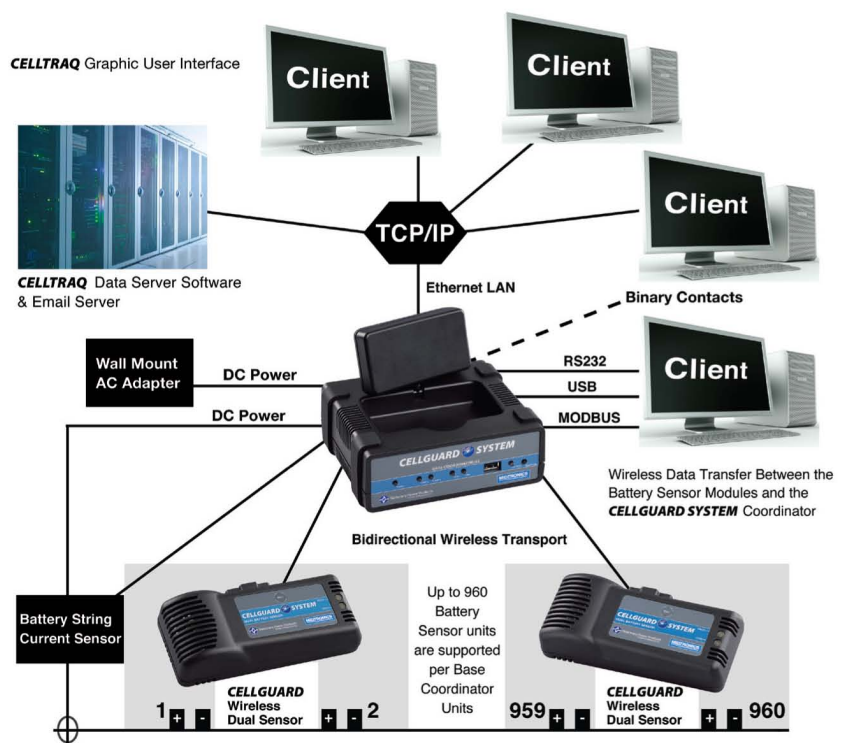 CELLTRAQ Graphic User Interface
Client
Client
Client
TCP/IP
CELLTRAQ Data Server Software
& Email Server
Ethernet LAN
Binary Contacts
Wall Mount
AC Adapter
DC Power
DC Power
RS232
USB
MODBUS
Client
CELLGUARD SYSTEM
Wireless Data Transfer Between the
Battery Sensor Modules and the
CELLGUARD SYSTEM Coordinator
Bidirectional Wireless Transport
Battery String
Current Sensor
CELLGUARD SYSTEM
Up to 960
Battery
Sensor units
are supported
per Base
Coordinator
Units
CELLGUARD SYSTEM
1 + -
CELLGUARD
Wireless
Dual Sensor
+ - 2
959 + -
CELLGUARD
Wireless
Dual Sensor
+ - 960